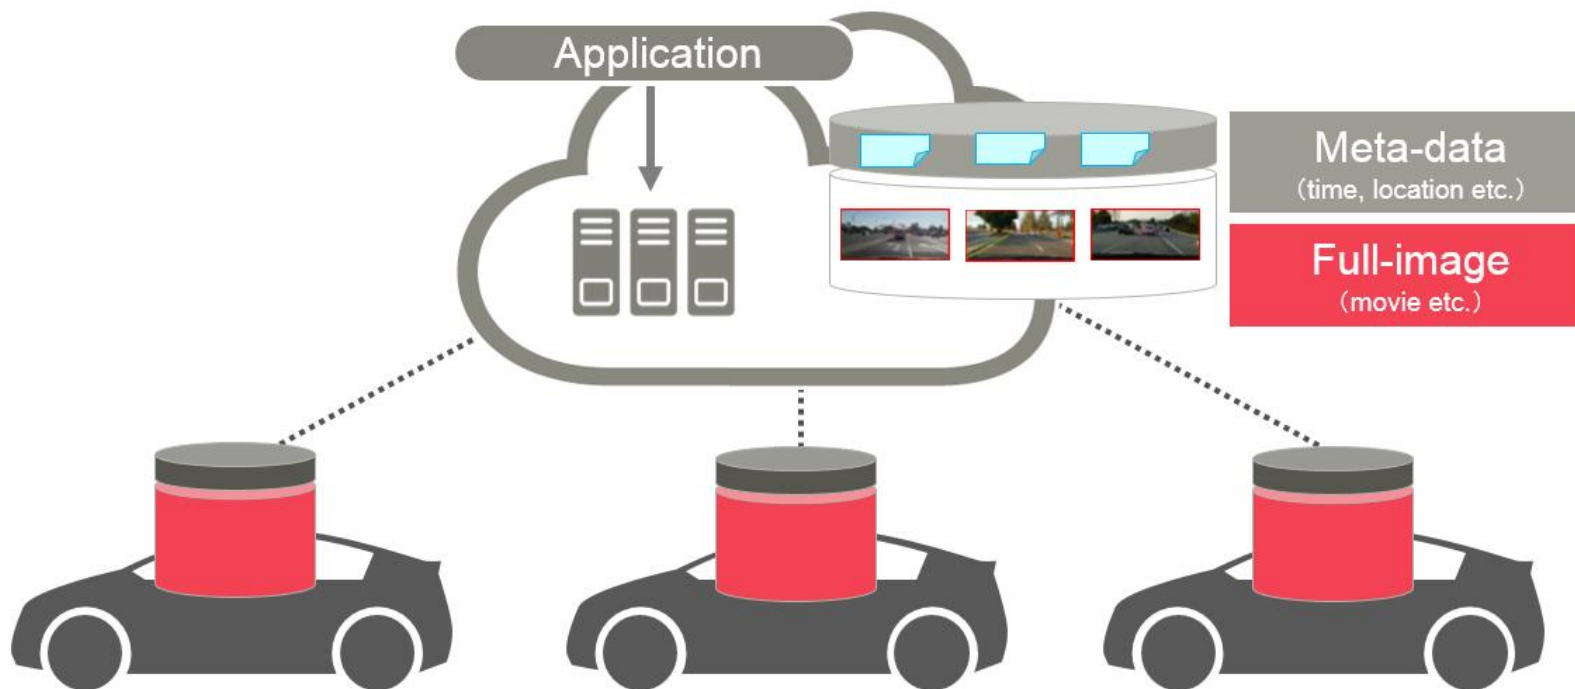 Application
Meta-data
（time, location etc.）
Full-image
（movie etc.）